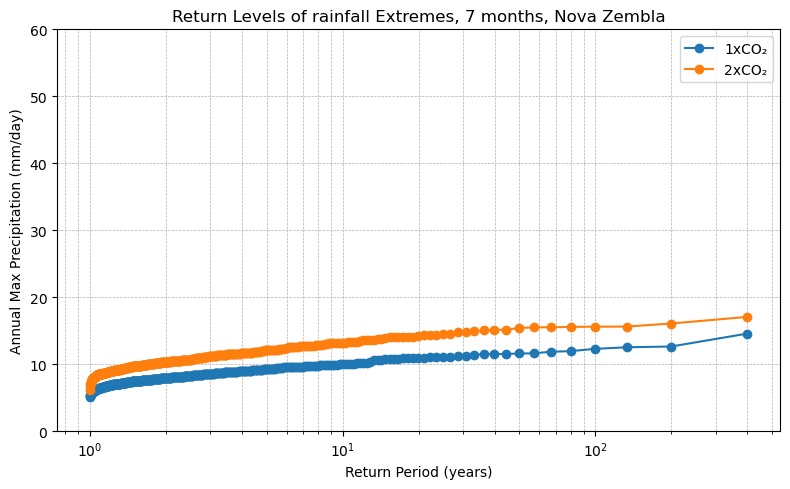 Return Levels of rainfall Extremes, 7 months, Nova Zembla
Annual Max Precipitation (mm/day)
60
50
40
30
20
10
0
10⁰
10¹
10²
Return Period (years)
1xCO₂
2xCO₂